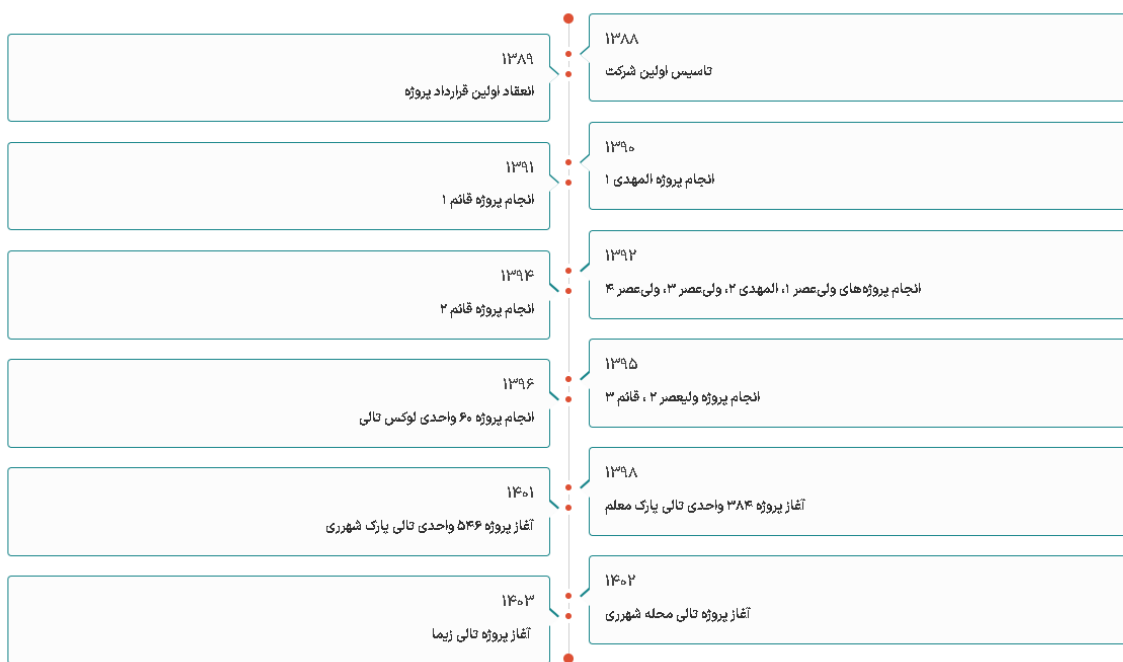 ۱۳۸۸
تاسیس اولین شرکت
۱۳۸۹
انعقاد اولین قرارداد پروژه
۱۳۹۰
انجام پروژه المهدی ۱
۱۳۹۱
انجام پروژه قائم ۱
۱۳۹۲
انجام پروژه‌های ولی‌عصر ۱، المهدی ۲، ولی‌عصر ۳، ولی‌عصر ۴
۱۳۹۴
انجام پروژه قائم ۲
۱۳۹۵
انجام پروژه ولیعصر ۲ ، قائم ۳
۱۳۹۶
انجام پروژه ۶۰ واحدی لوکس تالی
۱۳۹۸
آغاز پروژه ۳۸۴ واحدی تالی پارک معلم
۱۴۰۱
آغاز پروژه ۵۴۶ واحدی تالی پارک شهرری
۱۴۰۲
آغاز پروژه تالی محله شهرری
۱۴۰۳
آغاز پروژه تالی زیما